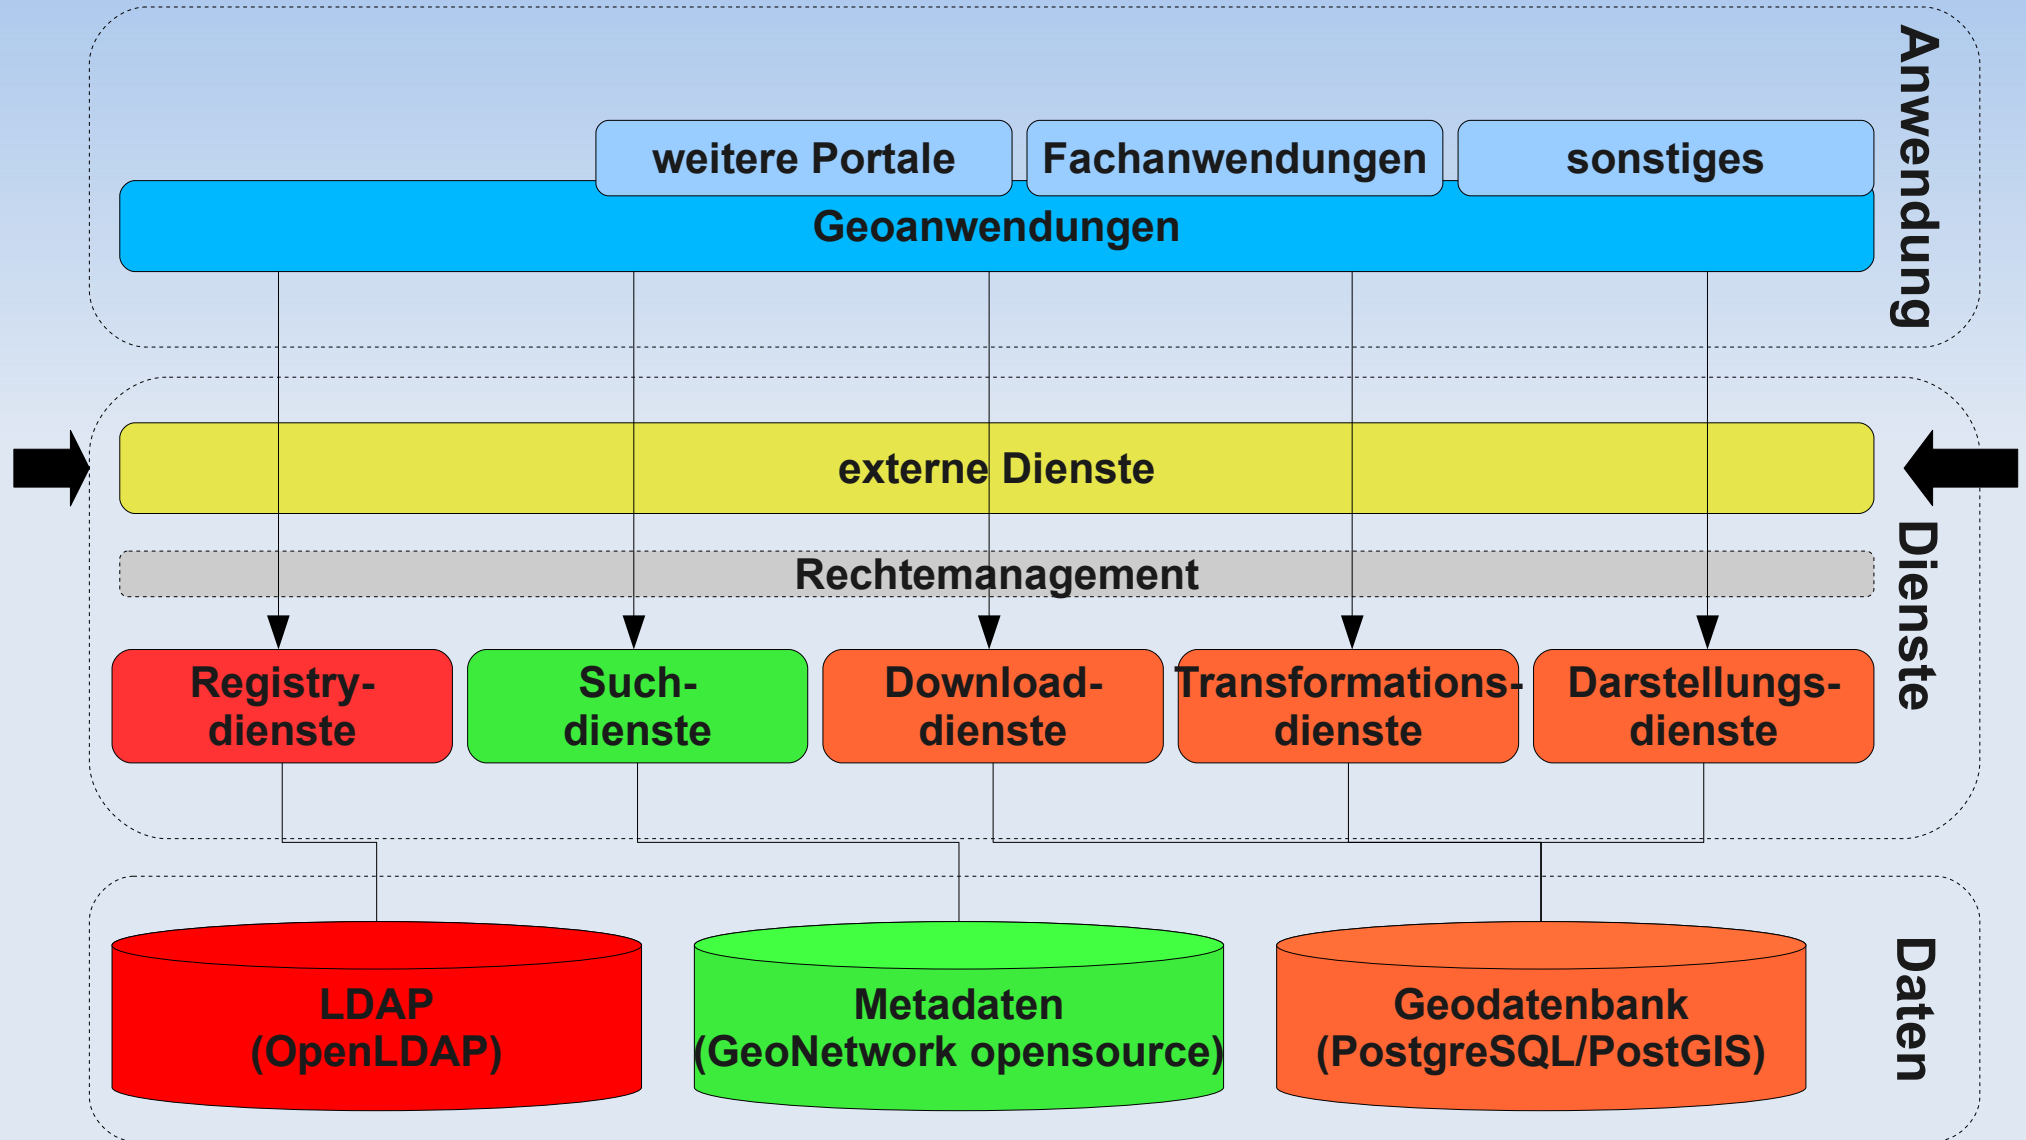 Anwendung
weitere Portale
Fachanwendungen
sonstiges
Geoanwendungen
externe Dienste
Dienste
Rechtemanagement
Registry-
dienste
Such-
dienste
Download-
dienste
Transformations-
dienste
Darstellungs-
dienste
Daten
LDAP
(OpenLDAP)
Metadaten
(GeoNetwork opensource)
Geodatenbank
(PostgreSQL/PostGIS)